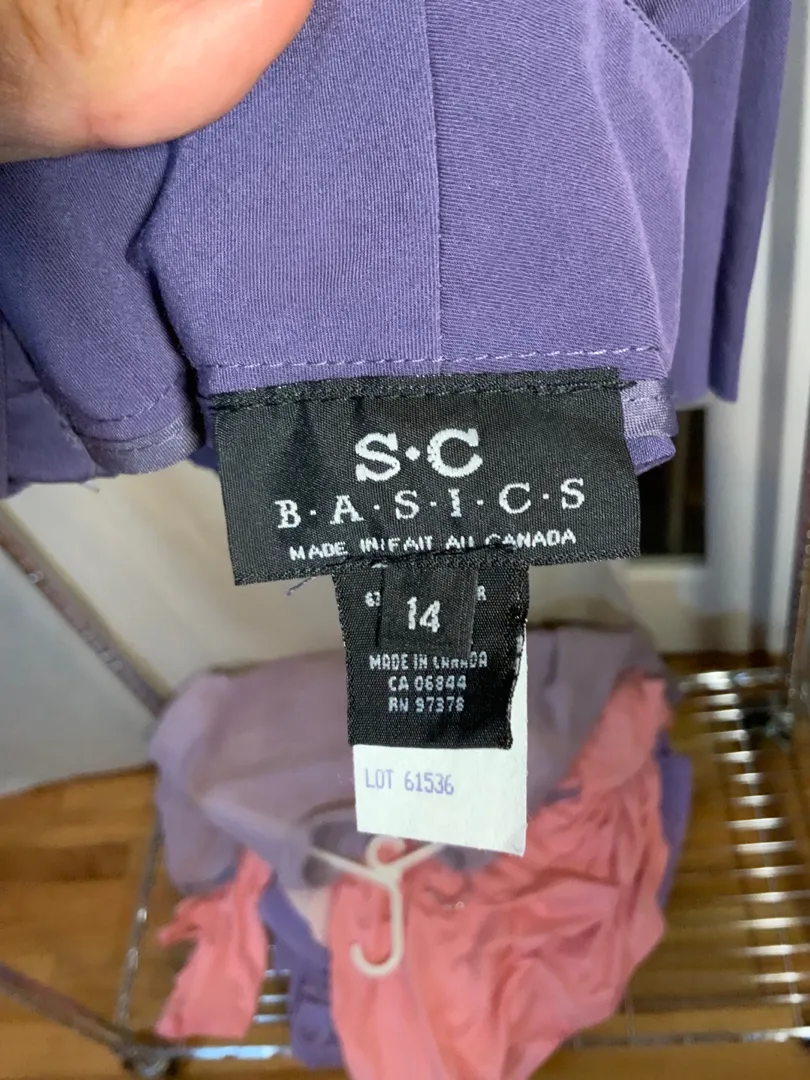 S·C
B·A·S·I·C·S
MADE IN|FAIT AU CANADA
14
MADE IN CANADA
CA 06844
RN 97378
LOT 61536